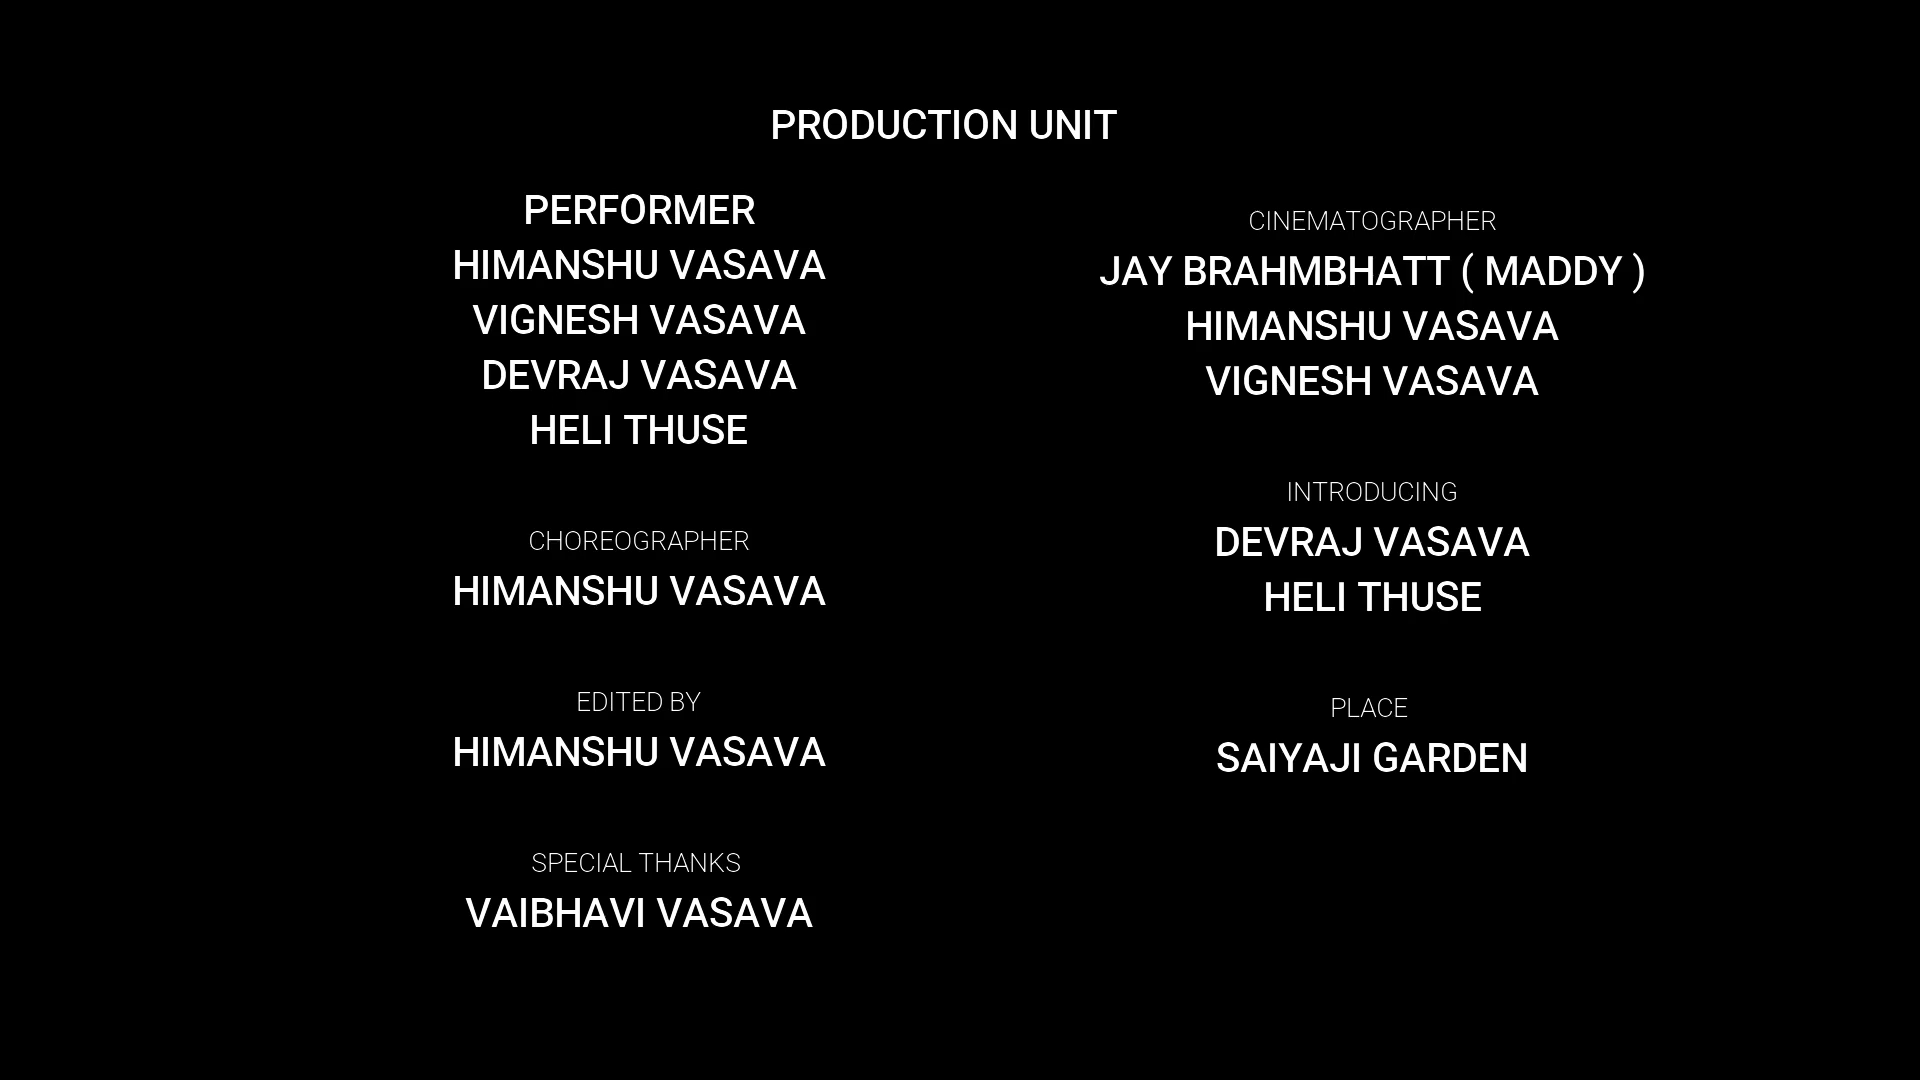 PRODUCTION UNIT
PERFORMER
HIMANSHU VASAVA
VIGNESH VASAVA
DEVRAJ VASAVA
HELI THUSE
CHOREOGRAPHER
HIMANSHU VASAVA
EDITED BY
HIMANSHU VASAVA
SPECIAL THANKS
VAIBHAVI VASAVA
CINEMATOGRAPHER
JAY BRAHMBHATT ( MADDY )
HIMANSHU VASAVA
VIGNESH VASAVA
INTRODUCING
DEVRAJ VASAVA
HELI THUSE
PLACE
SAIYAJI GARDEN